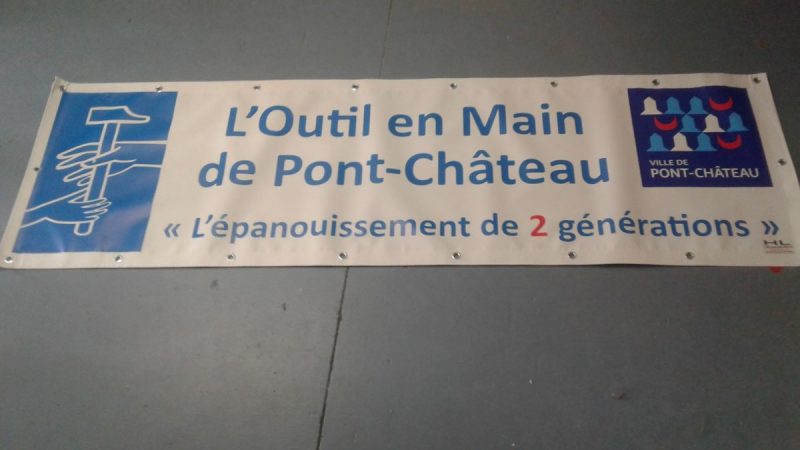 L'Outil en Main
de Pont-Château
« L'épanouissement de 2 générations »
VILLE DE
PONT-CHÂTEAU
HL